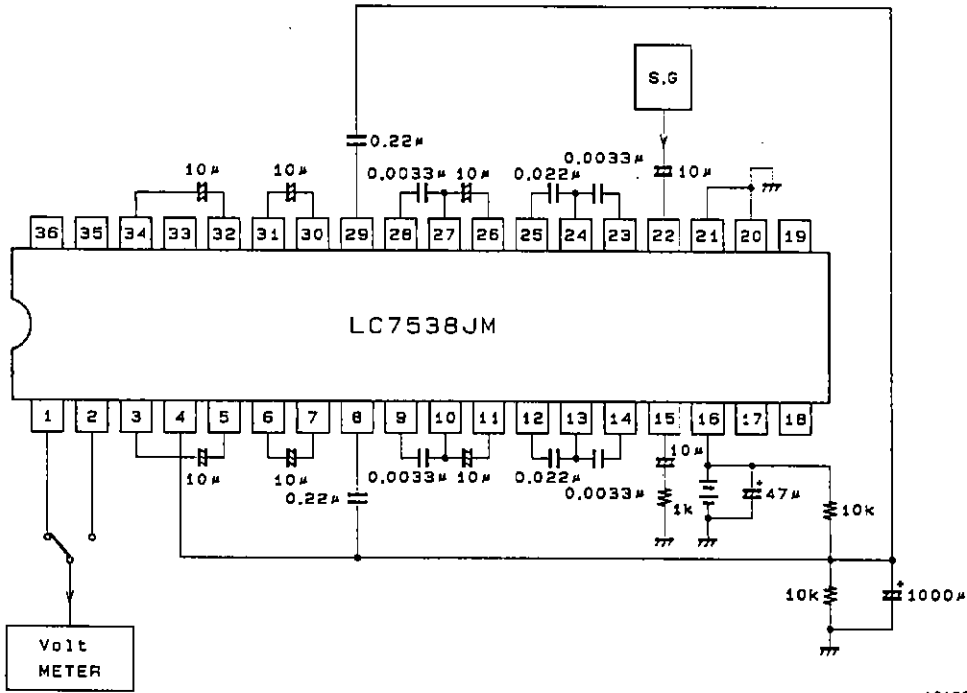 S.G
0.22μ
10μ 10μ 0.0033μ 10μ 0.022μ 0.0033μ 10μ
36 35 34 33 32 31 30 29 28 27 26 25 24 23 22 21 20 19
LC7538JM
1 2 3 4 5 6 7 8 9 10 11 12 13 14 15 16 17 18
10μ 10μ 0.22μ 0.0033μ 10μ 0.022μ 0.0033μ 10μ 1k + 47μ 10k
10k + 1000μ
Volt
METER